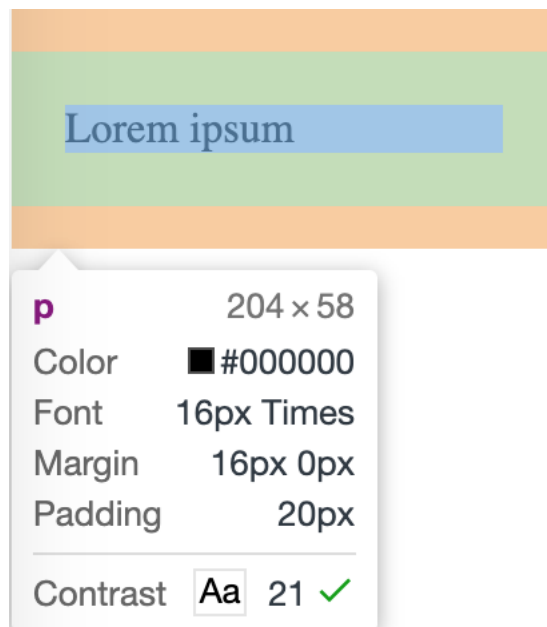 Lorem ipsum
p 204 × 58
Color #000000
Font 16px Times
Margin 16px 0px
Padding 20px
Contrast Aa 21